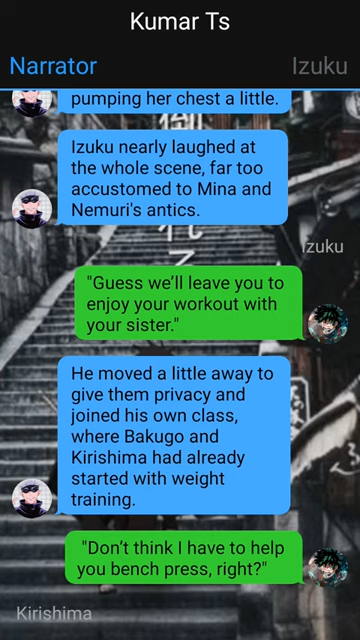 Kumar Ts
Narrator
Izuku
pumping her chest a little.
Izuku nearly laughed at
the whole scene, far too
accustomed to Mina and
Nemuri's antics.
Izuku
"Guess we’ll leave you to
enjoy your workout with
your sister."
He moved a little away to
give them privacy and
joined his own class,
where Bakugo and
Kirishima had already
started with weight
training.
"Don’t think I have to help
you bench press, right?"
Kirishima